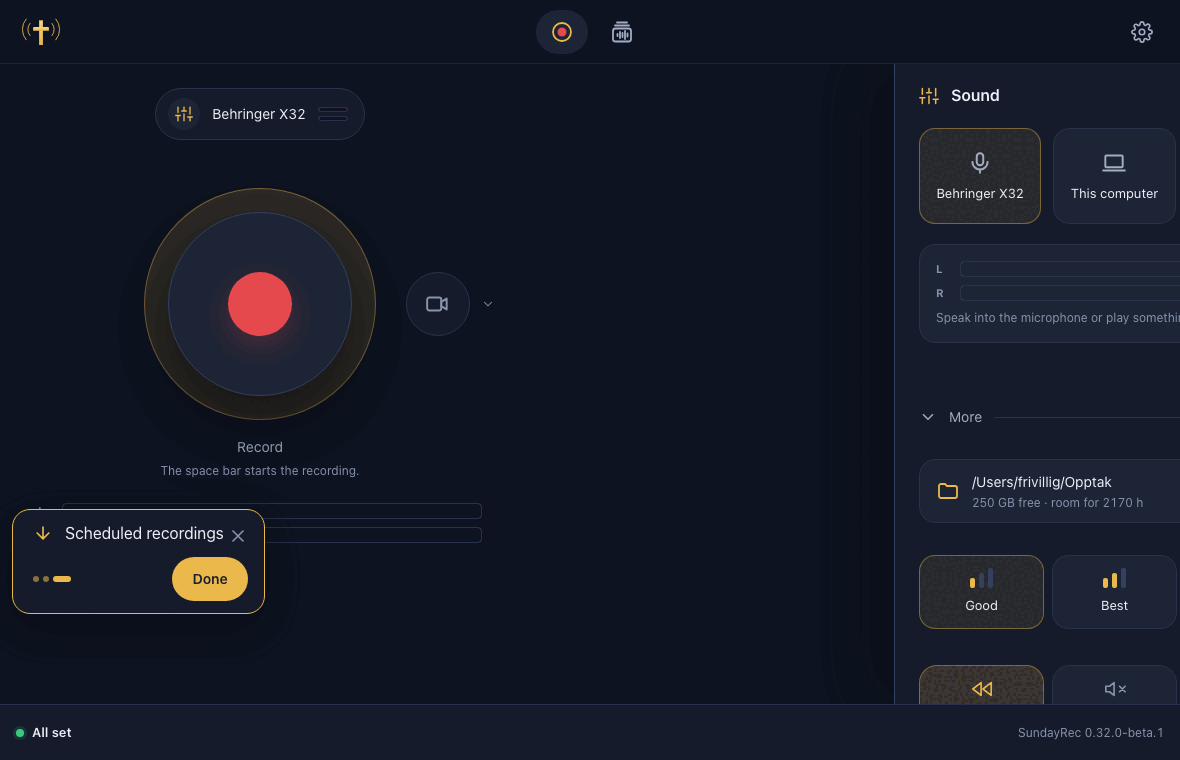 Behringer X32
Sound
Behringer X32
This computer
L
R
Speak into the microphone or play
More
/Users/frivillig/Opptak
250 GB free · room for 2170 h
Good
Best
Record
The space bar starts the recording.
Scheduled recordings
Done
All set
SundayRec 0.32.0-beta.1